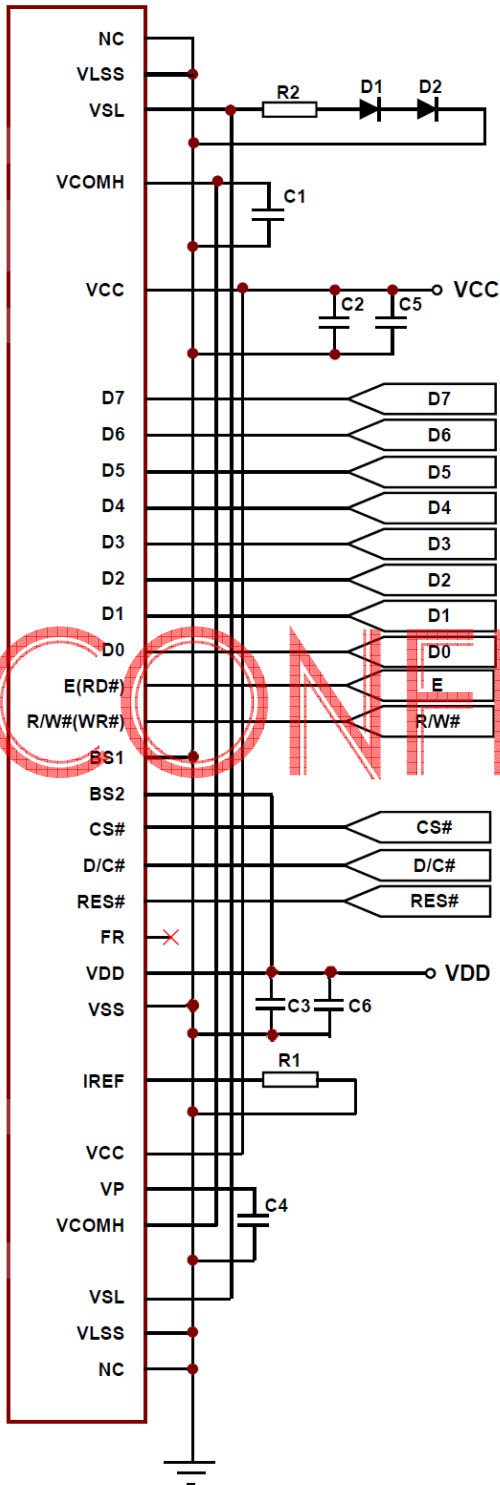 NC
VLSS
VSL R2 D1 D2
VCOMH C1
VCC C2 C5 VCC
D7 D7
D6 D6
D5 D5
D4 D4
D3 D3
D2 D2
D1 D1
D0 D0
E(RD#) E
R/W#(WR#) R/W#
BS1
BS2
CS# CS#
D/C# D/C#
RES# RES#
FR
VDD C3 C6 VDD
VSS
IREF R1
VCC
VP C4
VCOMH
VSL
VLSS
NC
CONF